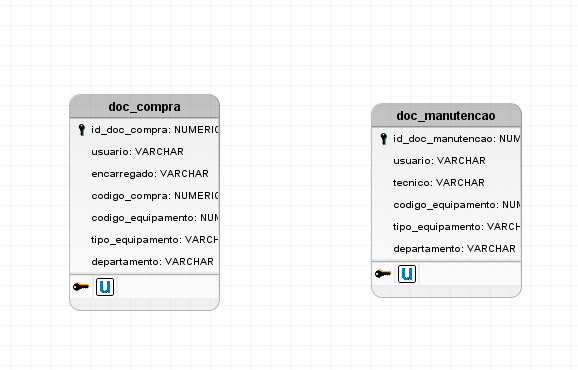 doc_compra
id_doc_compra: NUMERIC
usuario: VARCHAR
encarregado: VARCHAR
codigo_compra: NUMERIC
codigo_equipamento: NUM
tipo_equipamento: VARCH
departamento: VARCHAR
U
doc_manutencao
id_doc_manutencao: NUM
usuario: VARCHAR
tecnico: VARCHAR
codigo_equipamento: NUM
tipo_equipamento: VARCH
departamento: VARCHAR
U